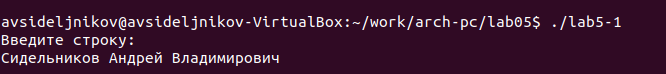 avsideljnikov@avsideljnikov-VirtualBox:~/work/arch-pc/lab05$ ./lab5-1
Введите строку:
Сидельников Андрей Владимирович